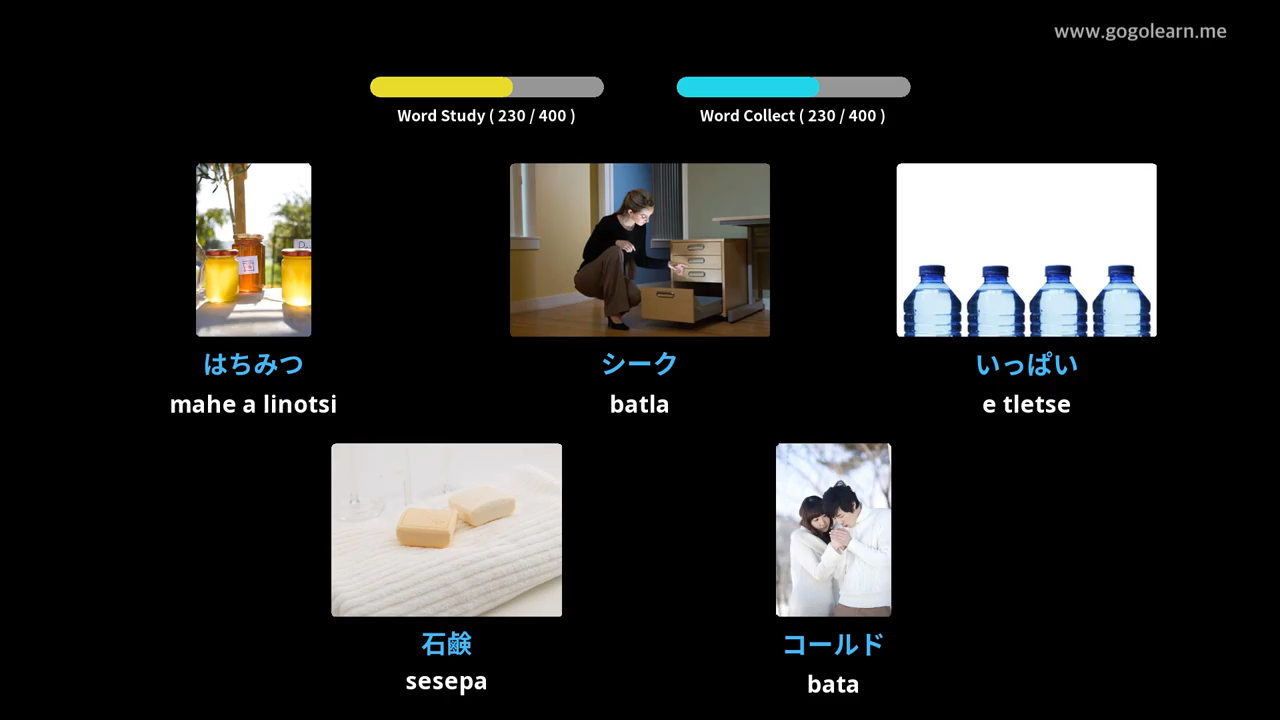 www.gogolearn.me
Word Study ( 230 / 400 )
Word Collect ( 230 / 400 )
はちみつ
mahe a linotsi
シーク
batla
いっぱい
e tletse
石鹸
sesepa
コールド
bata